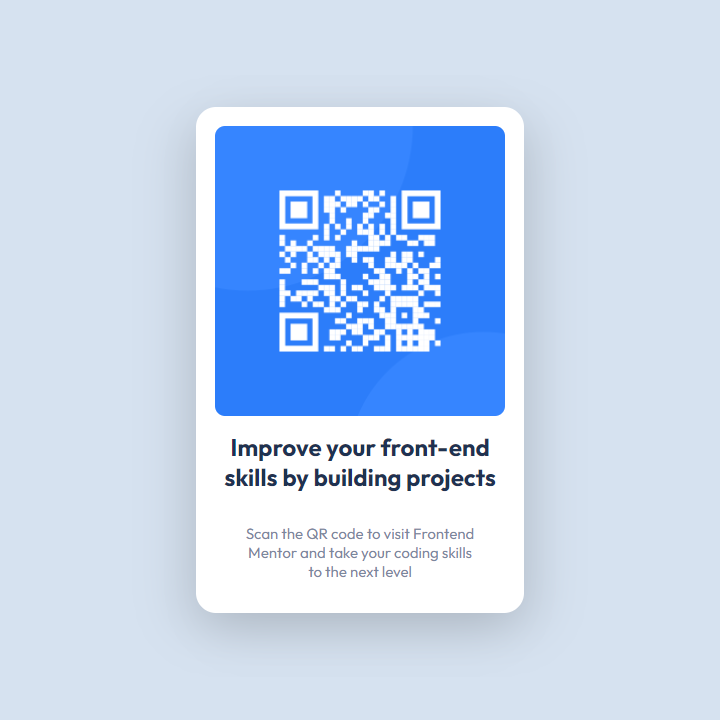 Improve your front-end
skills by building projects
Scan the QR code to visit Frontend
Mentor and take your coding skills
to the next level